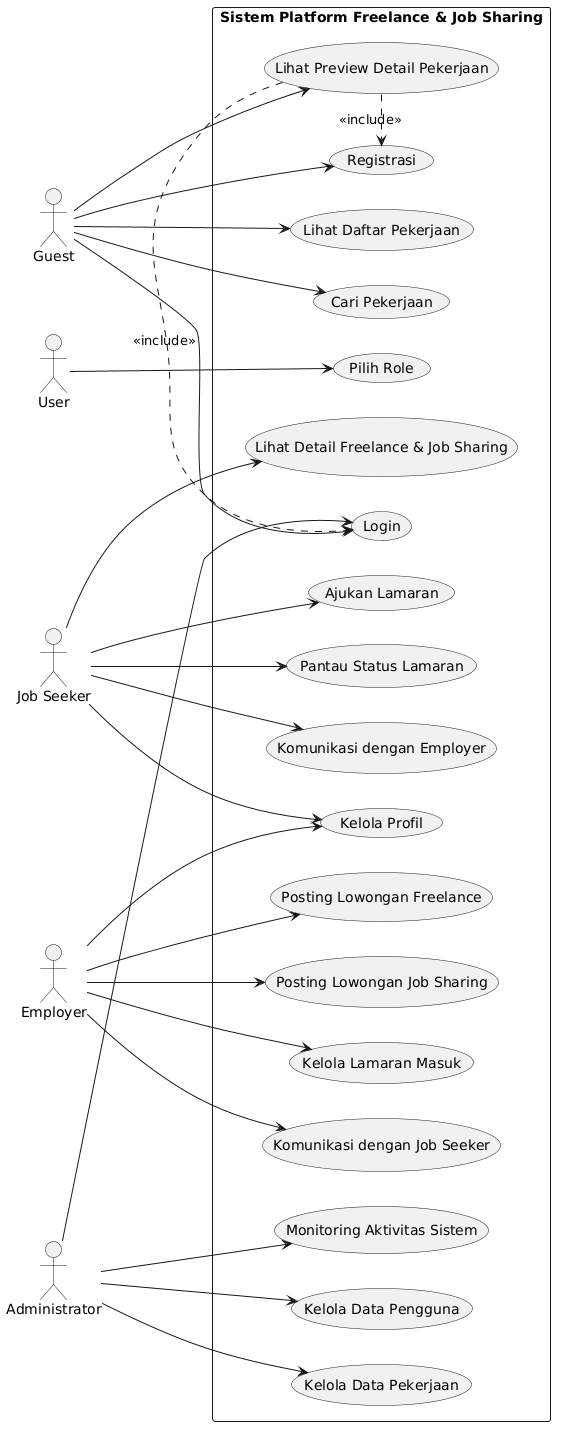 Sistem Platform Freelance & Job Sharing
Lihat Preview Detail Pekerjaan
«include»
Registrasi
Lihat Daftar Pekerjaan
Guest
Cari Pekerjaan
«include»
Pilih Role
User
Lihat Detail Freelance & Job Sharing
Login
Ajukan Lamaran
Pantau Status Lamaran
Job Seeker
Komunikasi dengan Employer
Kelola Profil
Posting Lowongan Freelance
Posting Lowongan Job Sharing
Employer
Kelola Lamaran Masuk
Komunikasi dengan Job Seeker
Monitoring Aktivitas Sistem
Kelola Data Pengguna
Administrator
Kelola Data Pekerjaan